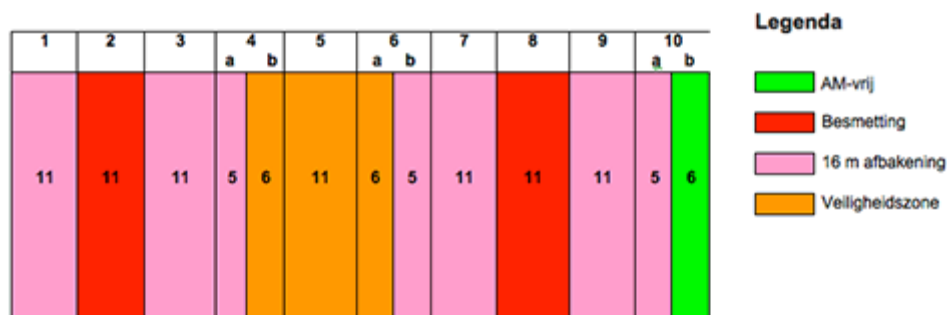 Legenda
1 2 3 4 5 6 7 8 9 10
a b a b a b
AM-vrij
Besmetting
11 11 11 5 6 11 6 5 11 11 11 5 6
16 m afbakening
Veiligheidszone